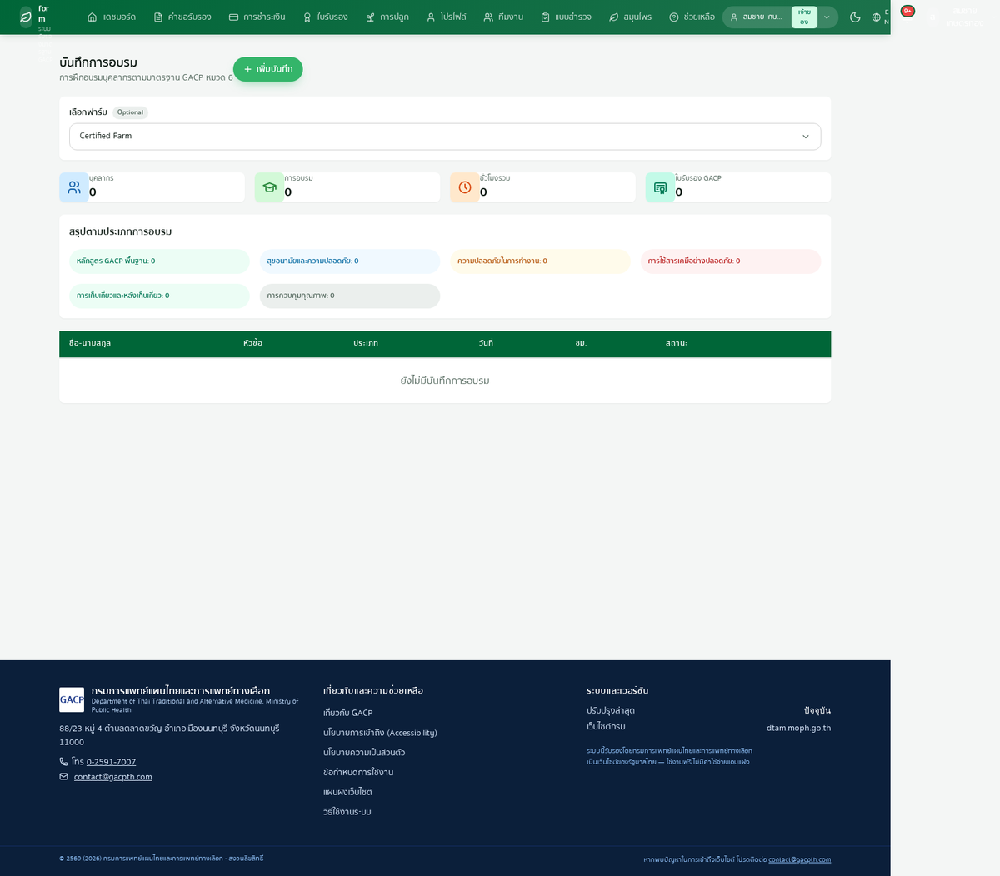 for
m
ระบบ
แดชบอร์ด
คำขอรับรอง
การชำระเงิน
ใบรับรอง
การปลูก
โปรไฟล์
ทีมงาน
แบบสำรวจ
สมุนไพร
ช่วยเหลือ
สมชาย เกษ...
เจ้าข
อง
E
N
9+
บันทึกการอบรม
การฝึกอบรมบุคลากรตามมาตรฐาน GACP หมวด 6
เพิ่มบันทึก
เลือกฟาร์ม Optional
Certified Farm
บุคลากร
0
การอบรม
0
ชั่วโมงรวม
0
ใบรับรอง GACP
0
สรุปตามประเภทการอบรม
หลักสูตร GACP พื้นฐาน: 0
สุขอนามัยและความปลอดภัย: 0
ความปลอดภัยในการทำงาน: 0
การใช้สารเคมีอย่างปลอดภัย: 0
การเก็บเกี่ยวและหลังเก็บเกี่ยว: 0
การควบคุมคุณภาพ: 0
ชื่อ-นามสกุล หัวข้อ ประเภท วันที่ ชม. สถานะ
ยังไม่มีบันทึกการอบรม
GACP
กรมการแพทย์แผนไทยและการแพทย์ทางเลือก
Department of Thai Traditional and Alternative Medicine, Ministry of
Public Health
88/23 หมู่ 4 ตำบลตลาดขวัญ อำเภอเมืองนนทบุรี จังหวัดนนทบุรี
11000
โทร 0-2591-7007
contact@gacpth.com
เกี่ยวกับและความช่วยเหลือ
เกี่ยวกับ GACP
นโยบายการเข้าถึง (Accessibility)
นโยบายความเป็นส่วนตัว
ข้อกำหนดการใช้งาน
แผนผังเว็บไซต์
วิธีใช้งานระบบ
ระบบและเวอร์ชัน
ปรับปรุงล่าสุด ปัจจุบัน
เว็บไซต์กรม dtam.moph.go.th
ระบบนี้รับรองโดยกรมการแพทย์แผนไทยและการแพทย์ทางเลือก
เป็นเว็บไซต์ของรัฐบาลไทย — ใช้งานฟรี ไม่มีค่าใช้จ่ายแอบแฝง
© 2569 (2026) กรมการแพทย์แผนไทยและการแพทย์ทางเลือก · สงวนลิขสิทธิ์
หากพบปัญหาในการเข้าถึงเว็บไซต์ โปรดติดต่อ contact@gacpth.com